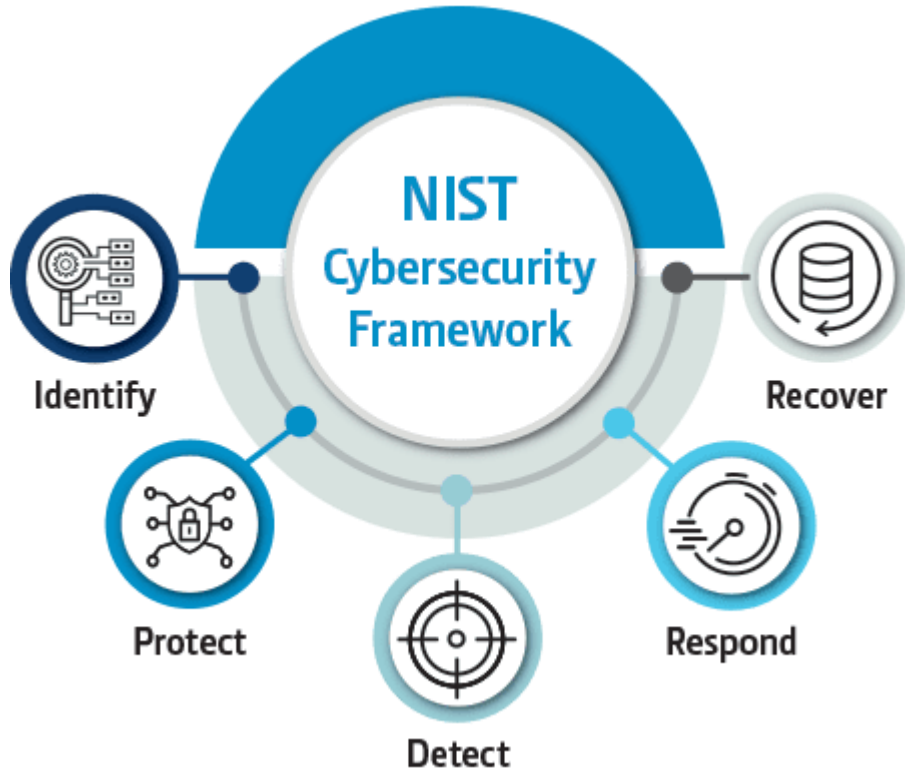 NIST
Cybersecurity
Framework
Identify
Protect
Detect
Respond
Recover